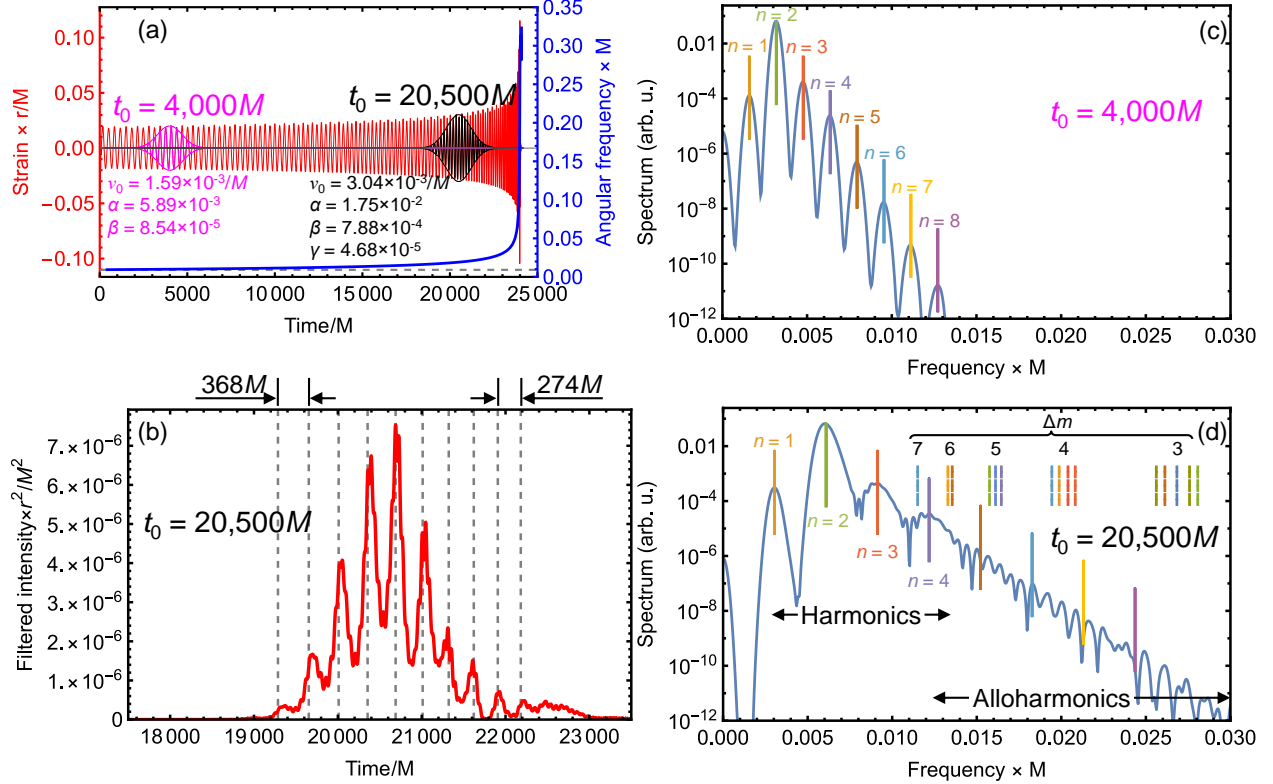 (a)
t₀ = 4,000M
t₀ = 20,500M
ν₀ = 1.59×10⁻³/M
α = 5.89×10⁻³
β = 8.54×10⁻⁵
ν₀ = 3.04×10⁻³/M
α = 1.75×10⁻²
β = 7.88×10⁻⁴
γ = 4.68×10⁻⁵
Strain × r/M
0.10
0.05
0.00
−0.05
−0.10
Angular frequency × M
0.35
0.30
0.25
0.20
0.15
0.10
0.05
0.00
0 5000 10 000 15 000 20 000 25 000
Time/M
(c)
n = 1
n = 2
n = 3
n = 4
n = 5
n = 6
n = 7
n = 8
t₀ = 4,000M
Spectrum (arb. u.)
0.01
10⁻⁴
10⁻⁶
10⁻⁸
10⁻¹⁰
10⁻¹²
0.000 0.005 0.010 0.015 0.020 0.025 0.030
Frequency × M
368M
274M
(b)
t₀ = 20,500M
Filtered intensity×r²/M²
7.×10⁻⁶
6.×10⁻⁶
5.×10⁻⁶
4.×10⁻⁶
3.×10⁻⁶
2.×10⁻⁶
1.×10⁻⁶
0
18 000 19 000 20 000 21 000 22 000 23 000
Time/M
(d)
Δm
7 6 5 4 3
n = 1
n = 2
n = 3
n = 4
t₀ = 20,500M
Harmonics
Alloharmonics
Spectrum (arb. u.)
0.01
10⁻⁴
10⁻⁶
10⁻⁸
10⁻¹⁰
10⁻¹²
0.000 0.005 0.010 0.015 0.020 0.025 0.030
Frequency × M